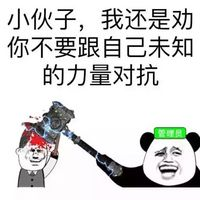 小伙子，我还是劝
你不要跟自己未知
的力量对抗
管理员